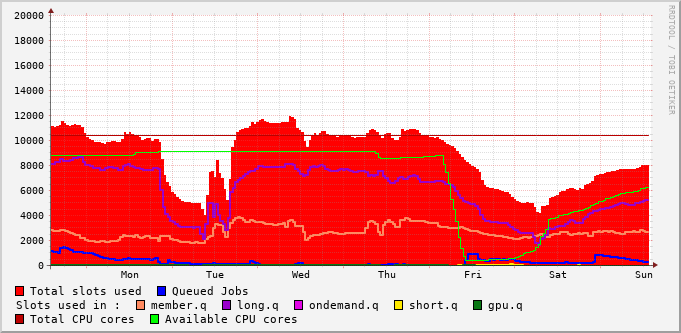 20000
18000
16000
14000
12000
10000
8000
6000
4000
2000
0
Mon Tue Wed Thu Fri Sat Sun
Total slots used Queued Jobs
Slots used in : member.q long.q ondemand.q short.q gpu.q
Total CPU cores Available CPU cores
RRDTOOL / TOBI OETIKER